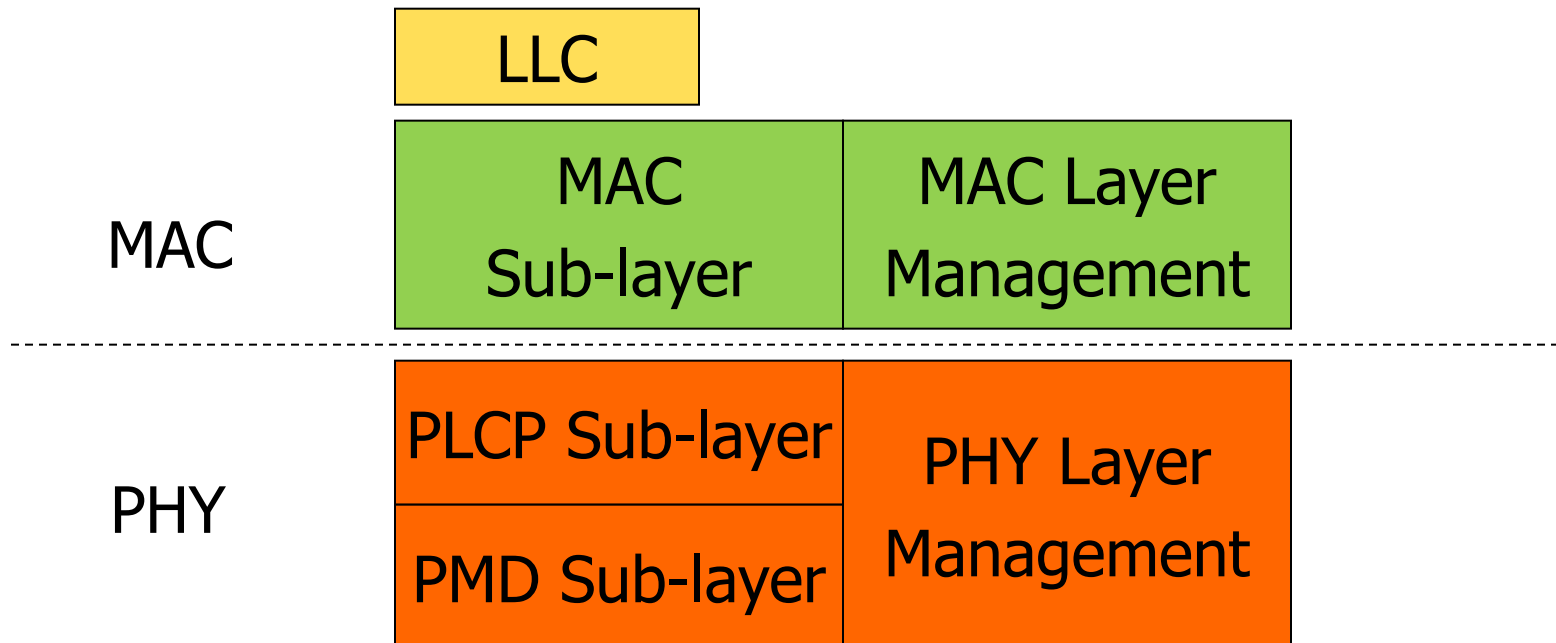 LLC
MAC
MAC
Sub-layer
MAC Layer
Management
PHY
PLCP Sub-layer
PMD Sub-layer
PHY Layer
Management